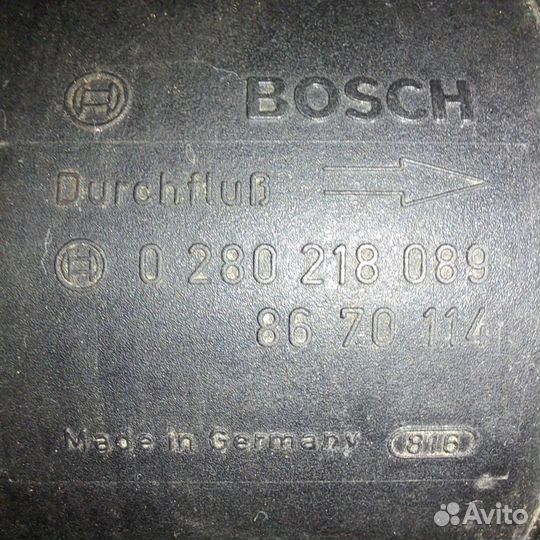 BOSCH
Durchfluß
0 280 218 089
86 70 114
Made in Germany 816
Avito